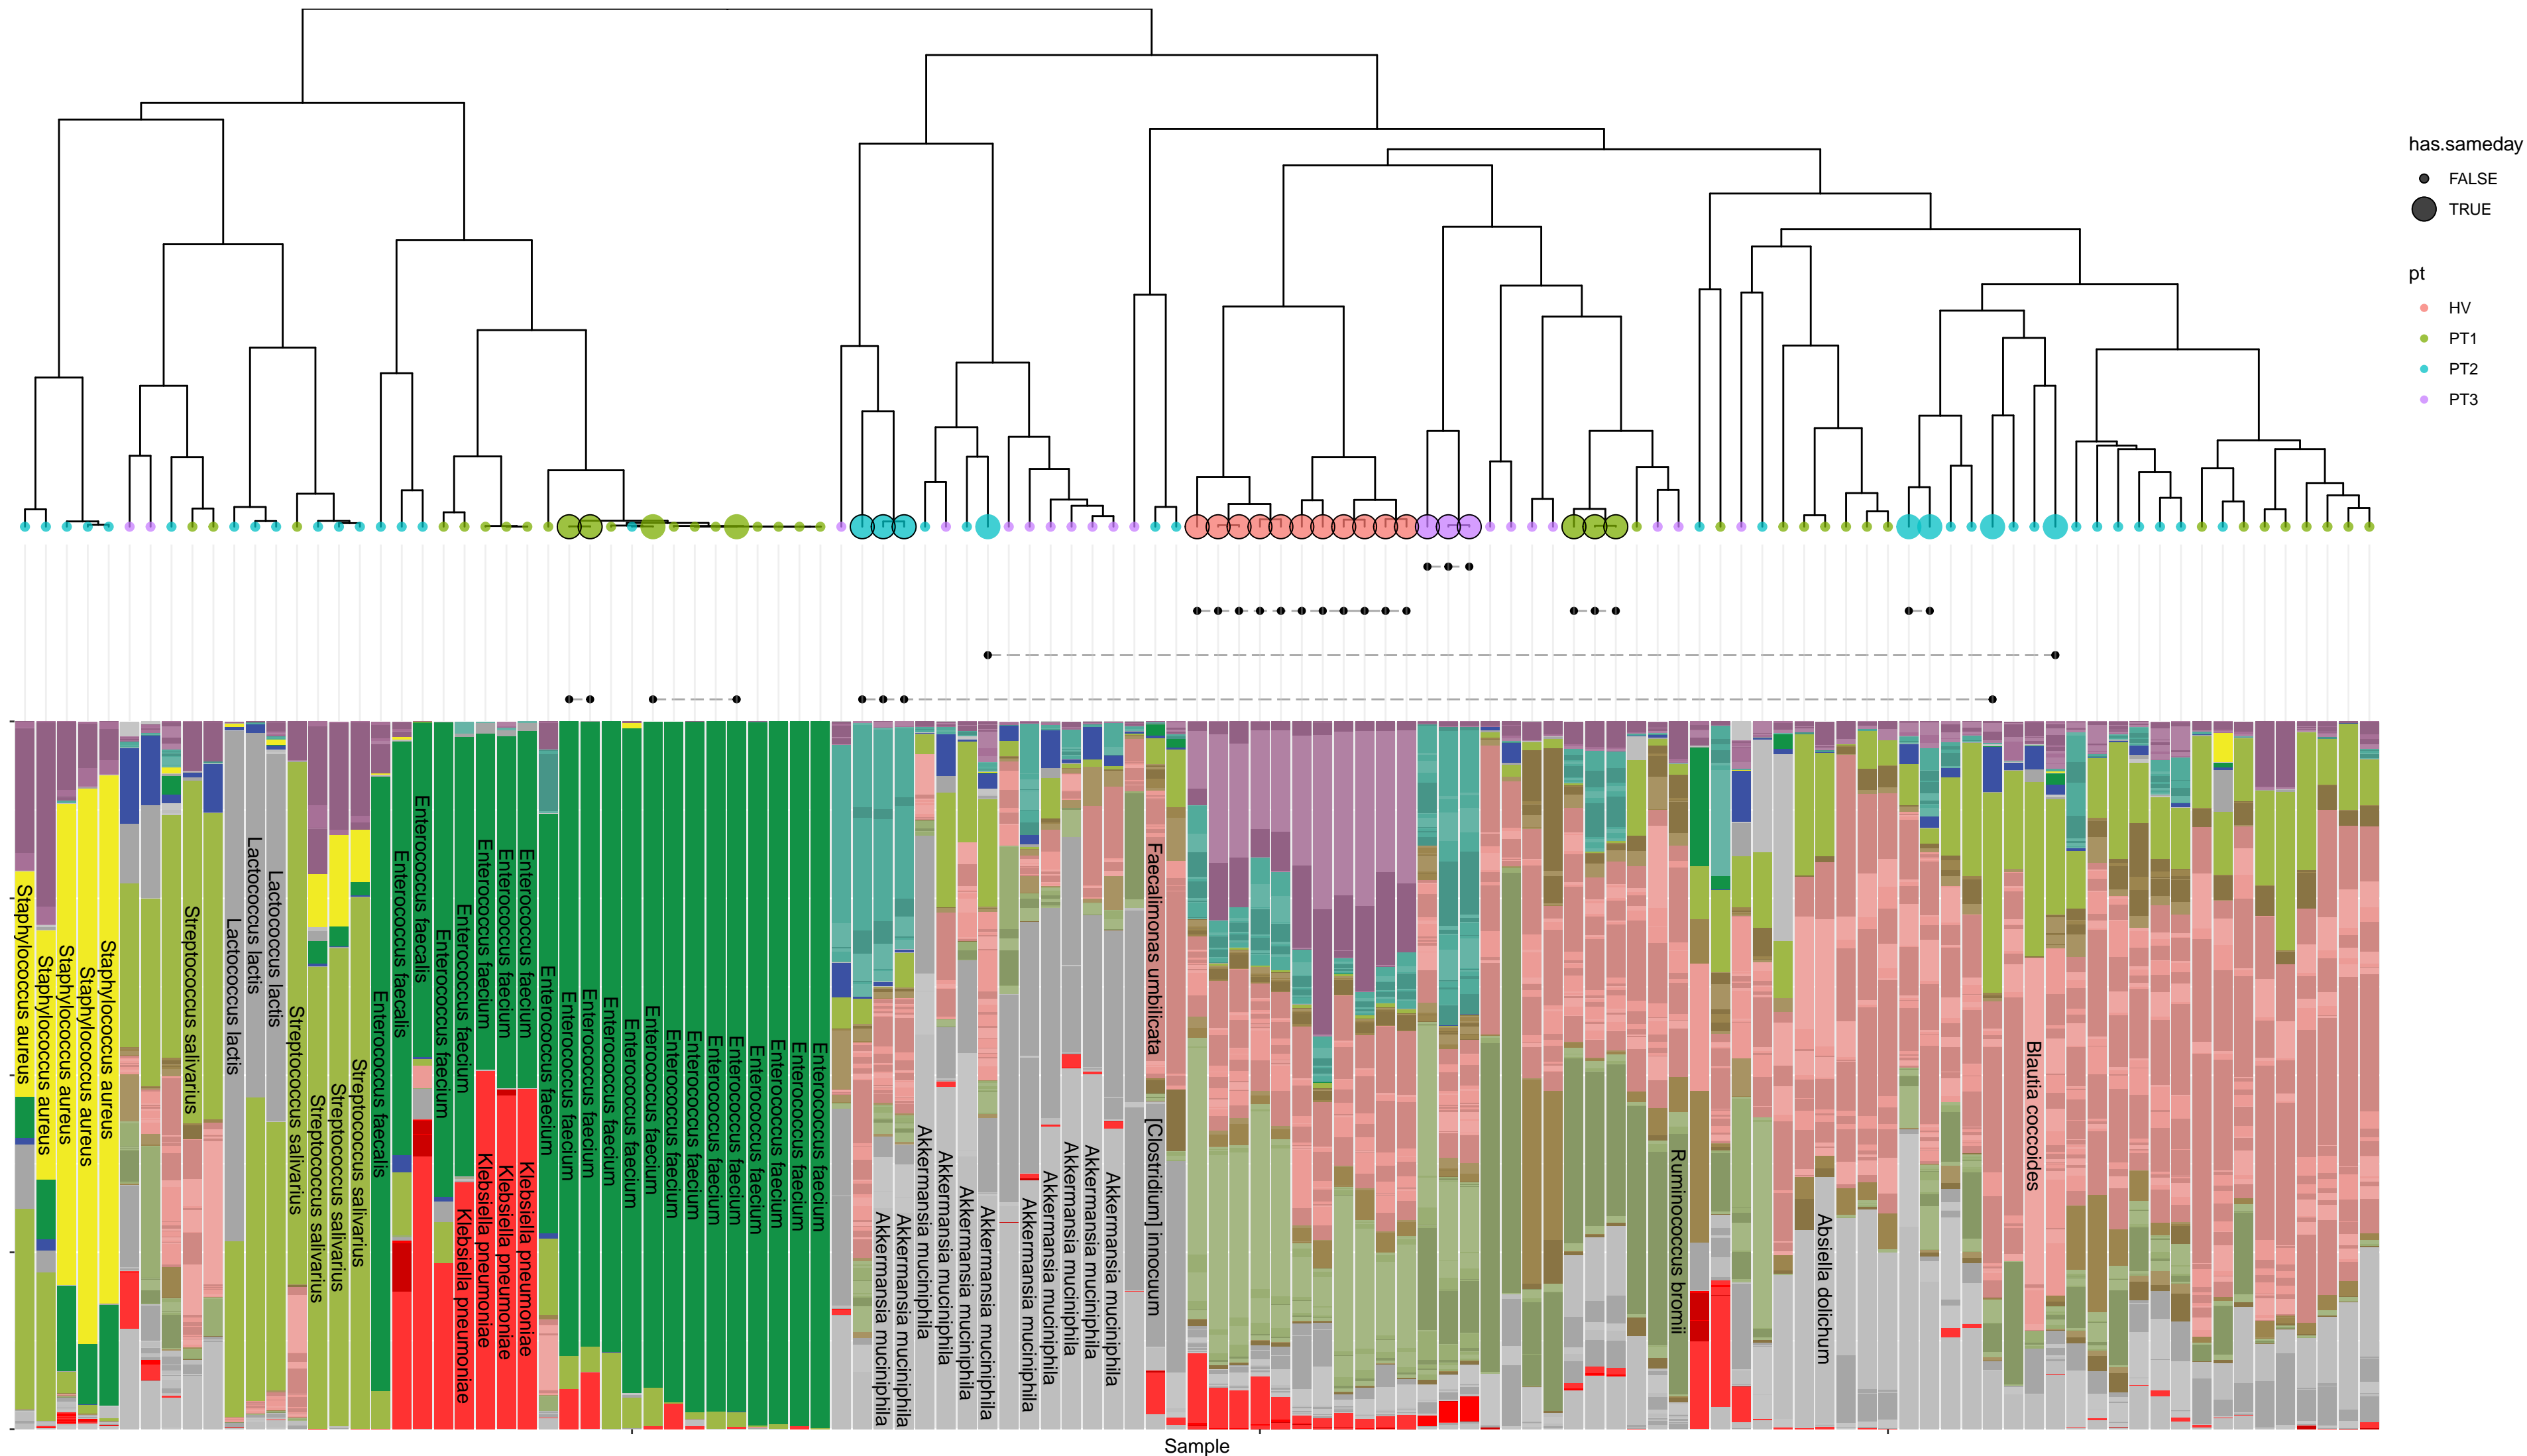 has.sameday
FALSE
TRUE
pt
HV
PT1
PT2
PT3
Staphylococcus aureus
Staphylococcus aureus
Staphylococcus aureus
Staphylococcus aureus
Staphylococcus aureus
Streptococcus salivarius
Lactococcus lactis
Lactococcus lactis
Lactococcus lactis
Streptococcus salivarius
Streptococcus salivarius
Streptococcus salivarius
Streptococcus salivarius
Enterococcus faecalis
Enterococcus faecalis
Enterococcus faecalis
Enterococcus faecium
Enterococcus faecium
Klebsiella pneumoniae
Enterococcus faecium
Klebsiella pneumoniae
Enterococcus faecium
Klebsiella pneumoniae
Enterococcus faecium
Klebsiella pneumoniae
Enterococcus faecium
Enterococcus faecium
Enterococcus faecium
Enterococcus faecium
Enterococcus faecium
Enterococcus faecium
Enterococcus faecium
Enterococcus faecium
Enterococcus faecium
Enterococcus faecium
Enterococcus faecium
Enterococcus faecium
Enterococcus faecium
Enterococcus faecium
Akkermansia muciniphila
Akkermansia muciniphila
Akkermansia muciniphila
Akkermansia muciniphila
Akkermansia muciniphila
Akkermansia muciniphila
Akkermansia muciniphila
Akkermansia muciniphila
Akkermansia muciniphila
Akkermansia muciniphila
Akkermansia muciniphila
Faecalimonas umbilicata
[Clostridium] innocuum
Ruminococcus bromii
Absiella dolichum
Blautia coccoides
Sample